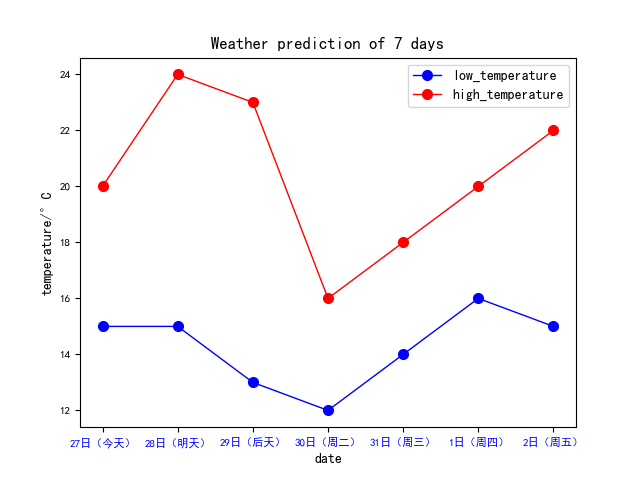 Weather prediction of 7 days
low_temperature
high_temperature
temperature/° C
24
22
20
18
16
14
12
27日（今天） 28日（明天） 29日（后天） 30日（周二） 31日（周三） 1日（周四） 2日（周五）
date